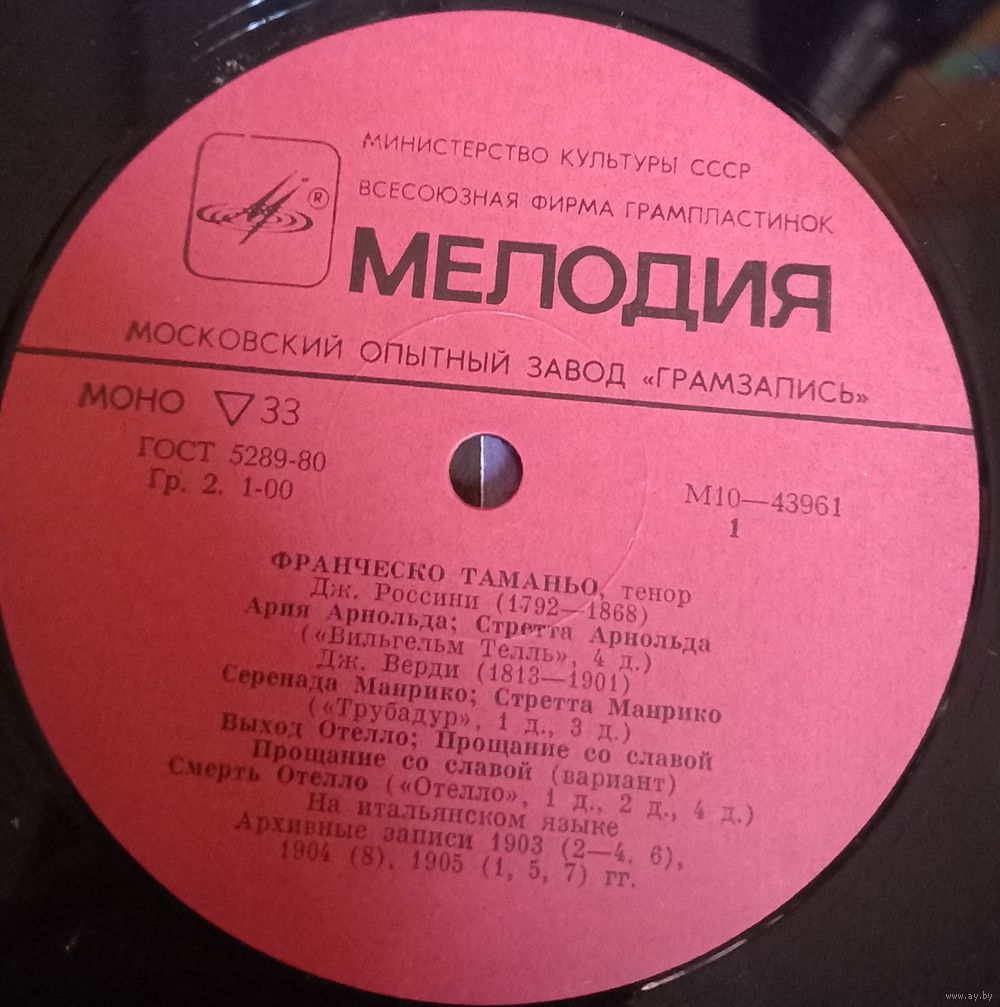 МИНИСТЕРСТВО КУЛЬТУРЫ СССР
ВСЕСОЮЗНАЯ ФИРМА ГРАМПЛАСТИНОК
®
МЕЛОДИЯ
МОСКОВСКИЙ ОПЫТНЫЙ ЗАВОД «ГРАМЗАПИСЬ»
МОНО ▽ 33
ГОСТ 5289-80
Гр. 2. 1-00
М10—43961
1
ФРАНЧЕСКО ТАМАНЬО, тенор
Дж. Россини (1792—1868)
Ария Арнольда; Стретта Арнольда
(«Вильгельм Телль», 4 д.)
Дж. Верди (1813—1901)
Серенада Манрико; Стретта Манрико
(«Трубадур», 1 д., 3 д.)
Выход Отелло; Прощание со славой
Прощание со славой (вариант)
Смерть Отелло («Отелло», 1 д., 2 д., 4 д.)
На итальянском языке
Архивные записи 1903 (2—4, 6),
1904 (8), 1905 (1, 5, 7) гг.
www.ay.by